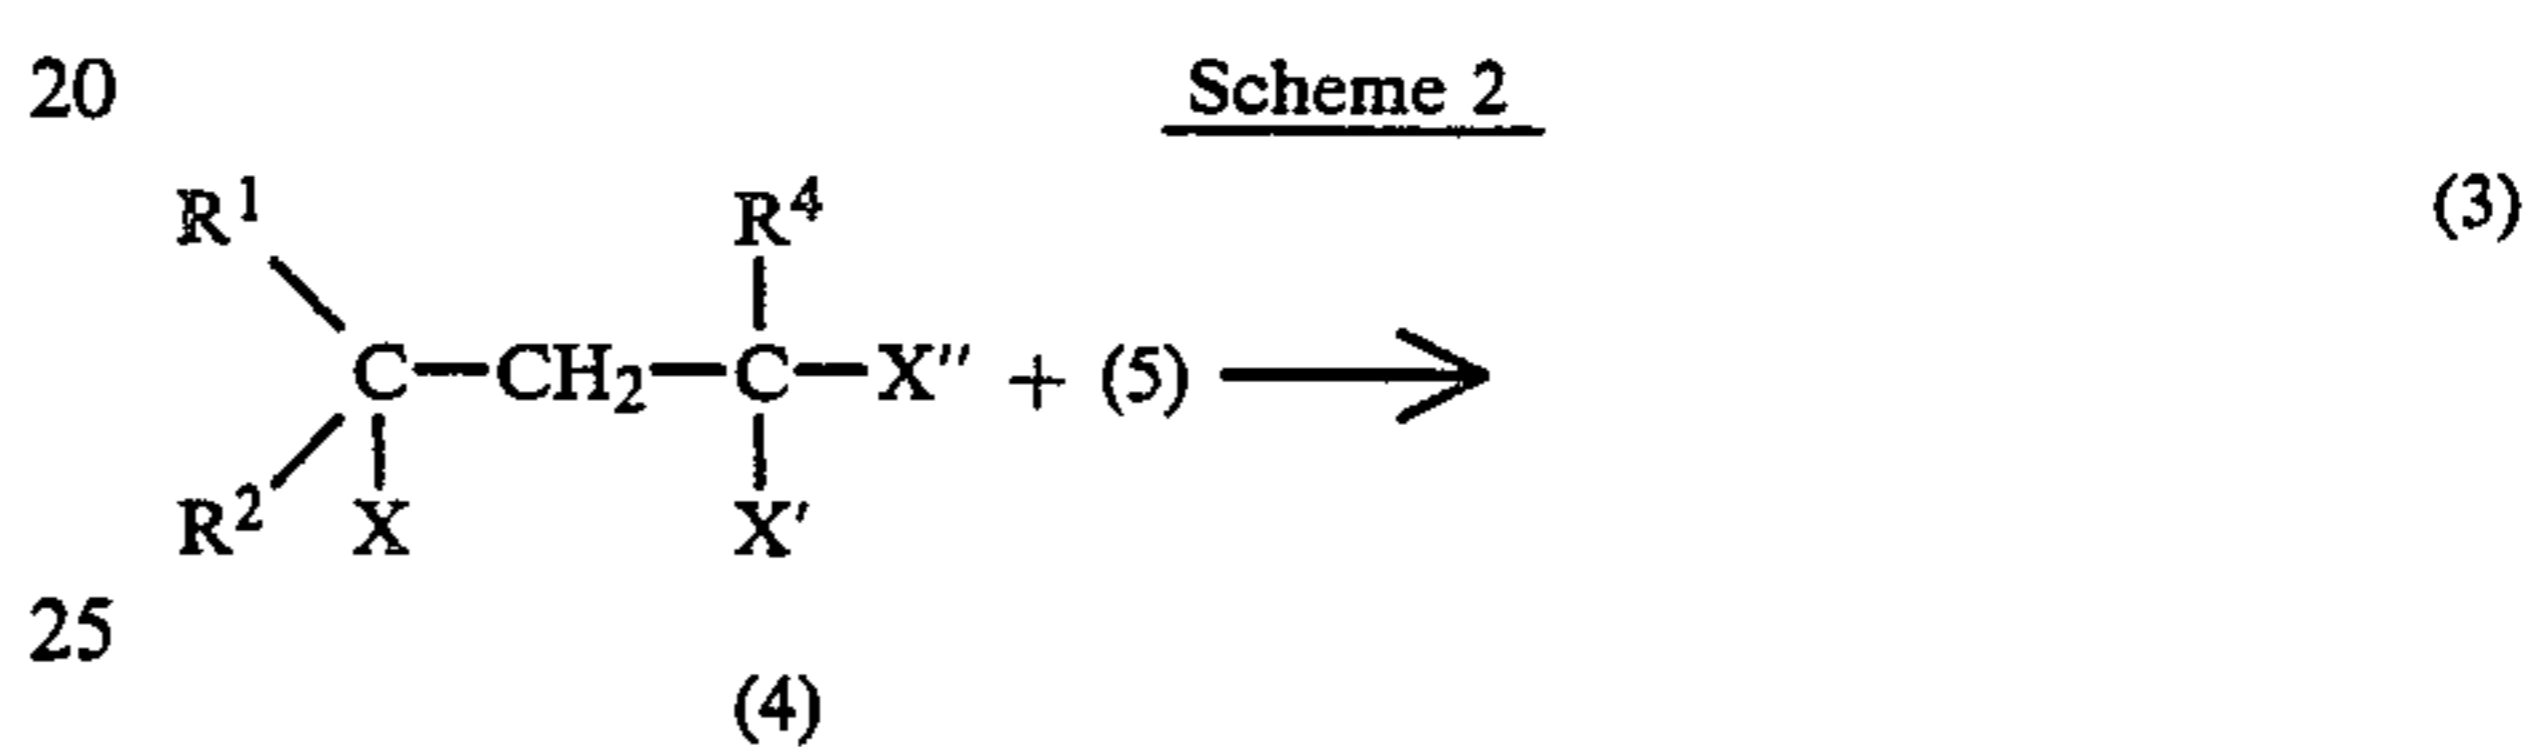 20 Scheme 2
R¹ R⁴ (3)
C—CH₂—C—X″ + (5) ⟶
R² X X′
25
(4)